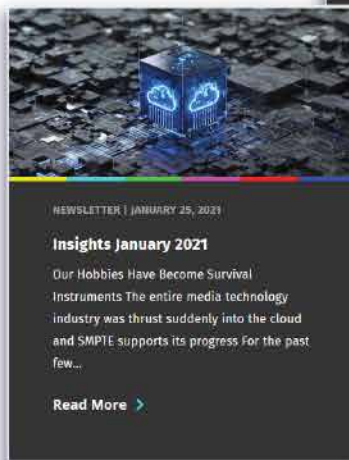 NEWSLETTER | JANUARY 25, 2021
Insights January 2021
Our Hobbies Have Become Survival
Instruments The entire media technology
industry was thrust suddenly into the cloud
and SMPTE supports its progress For the past
few...
Read More >